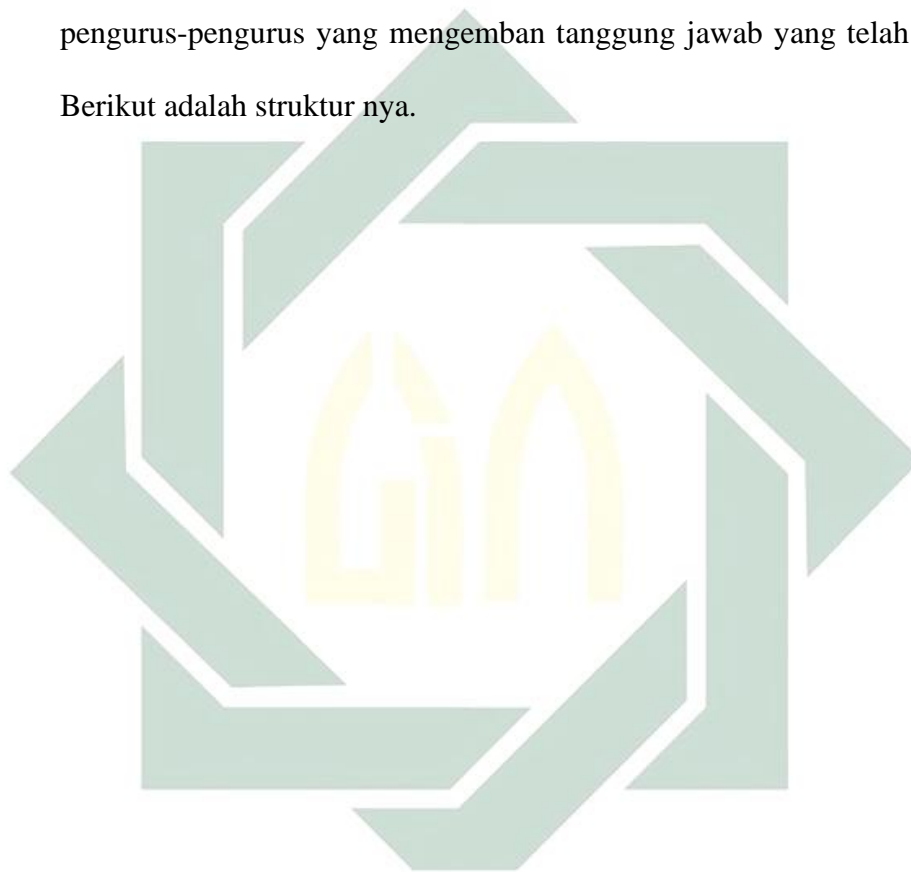 pengurus-pengurus yang mengemban tanggung jawab yang telah
Berikut adalah struktur nya.